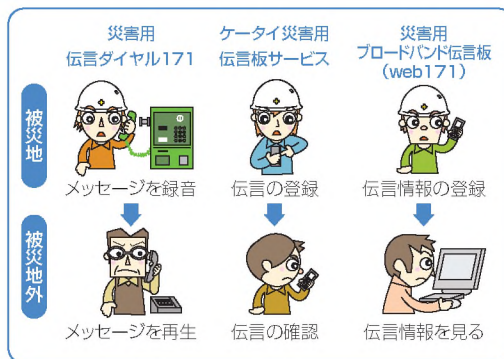 災害用
伝言ダイヤル171
ケータイ災害用
伝言板サービス
災害用
ブロードバンド伝言板
(web171)
被災地
メッセージを録音
伝言の登録
伝言情報の登録
被災地外
メッセージを再生
伝言の確認
伝言情報を見る